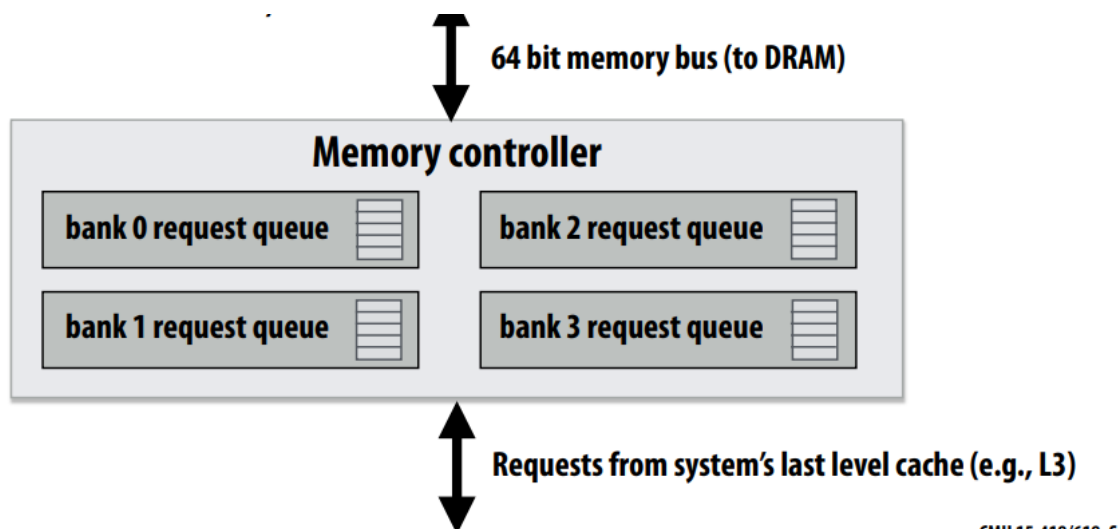 64 bit memory bus (to DRAM)
Memory controller
bank 0 request queue
bank 2 request queue
bank 1 request queue
bank 3 request queue
Requests from system's last level cache (e.g., L3)